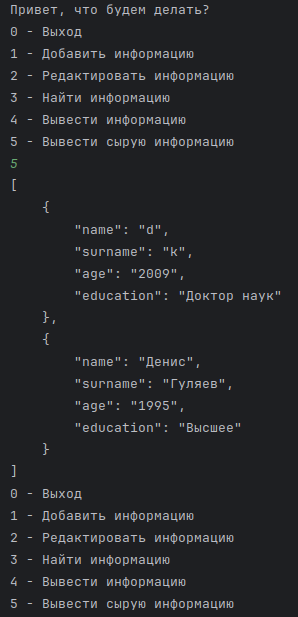 Привет, что будем делать?
0 - Выход
1 - Добавить информацию
2 - Редактировать информацию
3 - Найти информацию
4 - Вывести информацию
5 - Вывести сырую информацию
5
[
    {
        "name": "d",
        "surname": "k",
        "age": "2009",
        "education": "Доктор наук"
    },
    {
        "name": "Денис",
        "surname": "Гуляев",
        "age": "1995",
        "education": "Высшее"
    }
]
0 - Выход
1 - Добавить информацию
2 - Редактировать информацию
3 - Найти информацию
4 - Вывести информацию
5 - Вывести сырую информацию